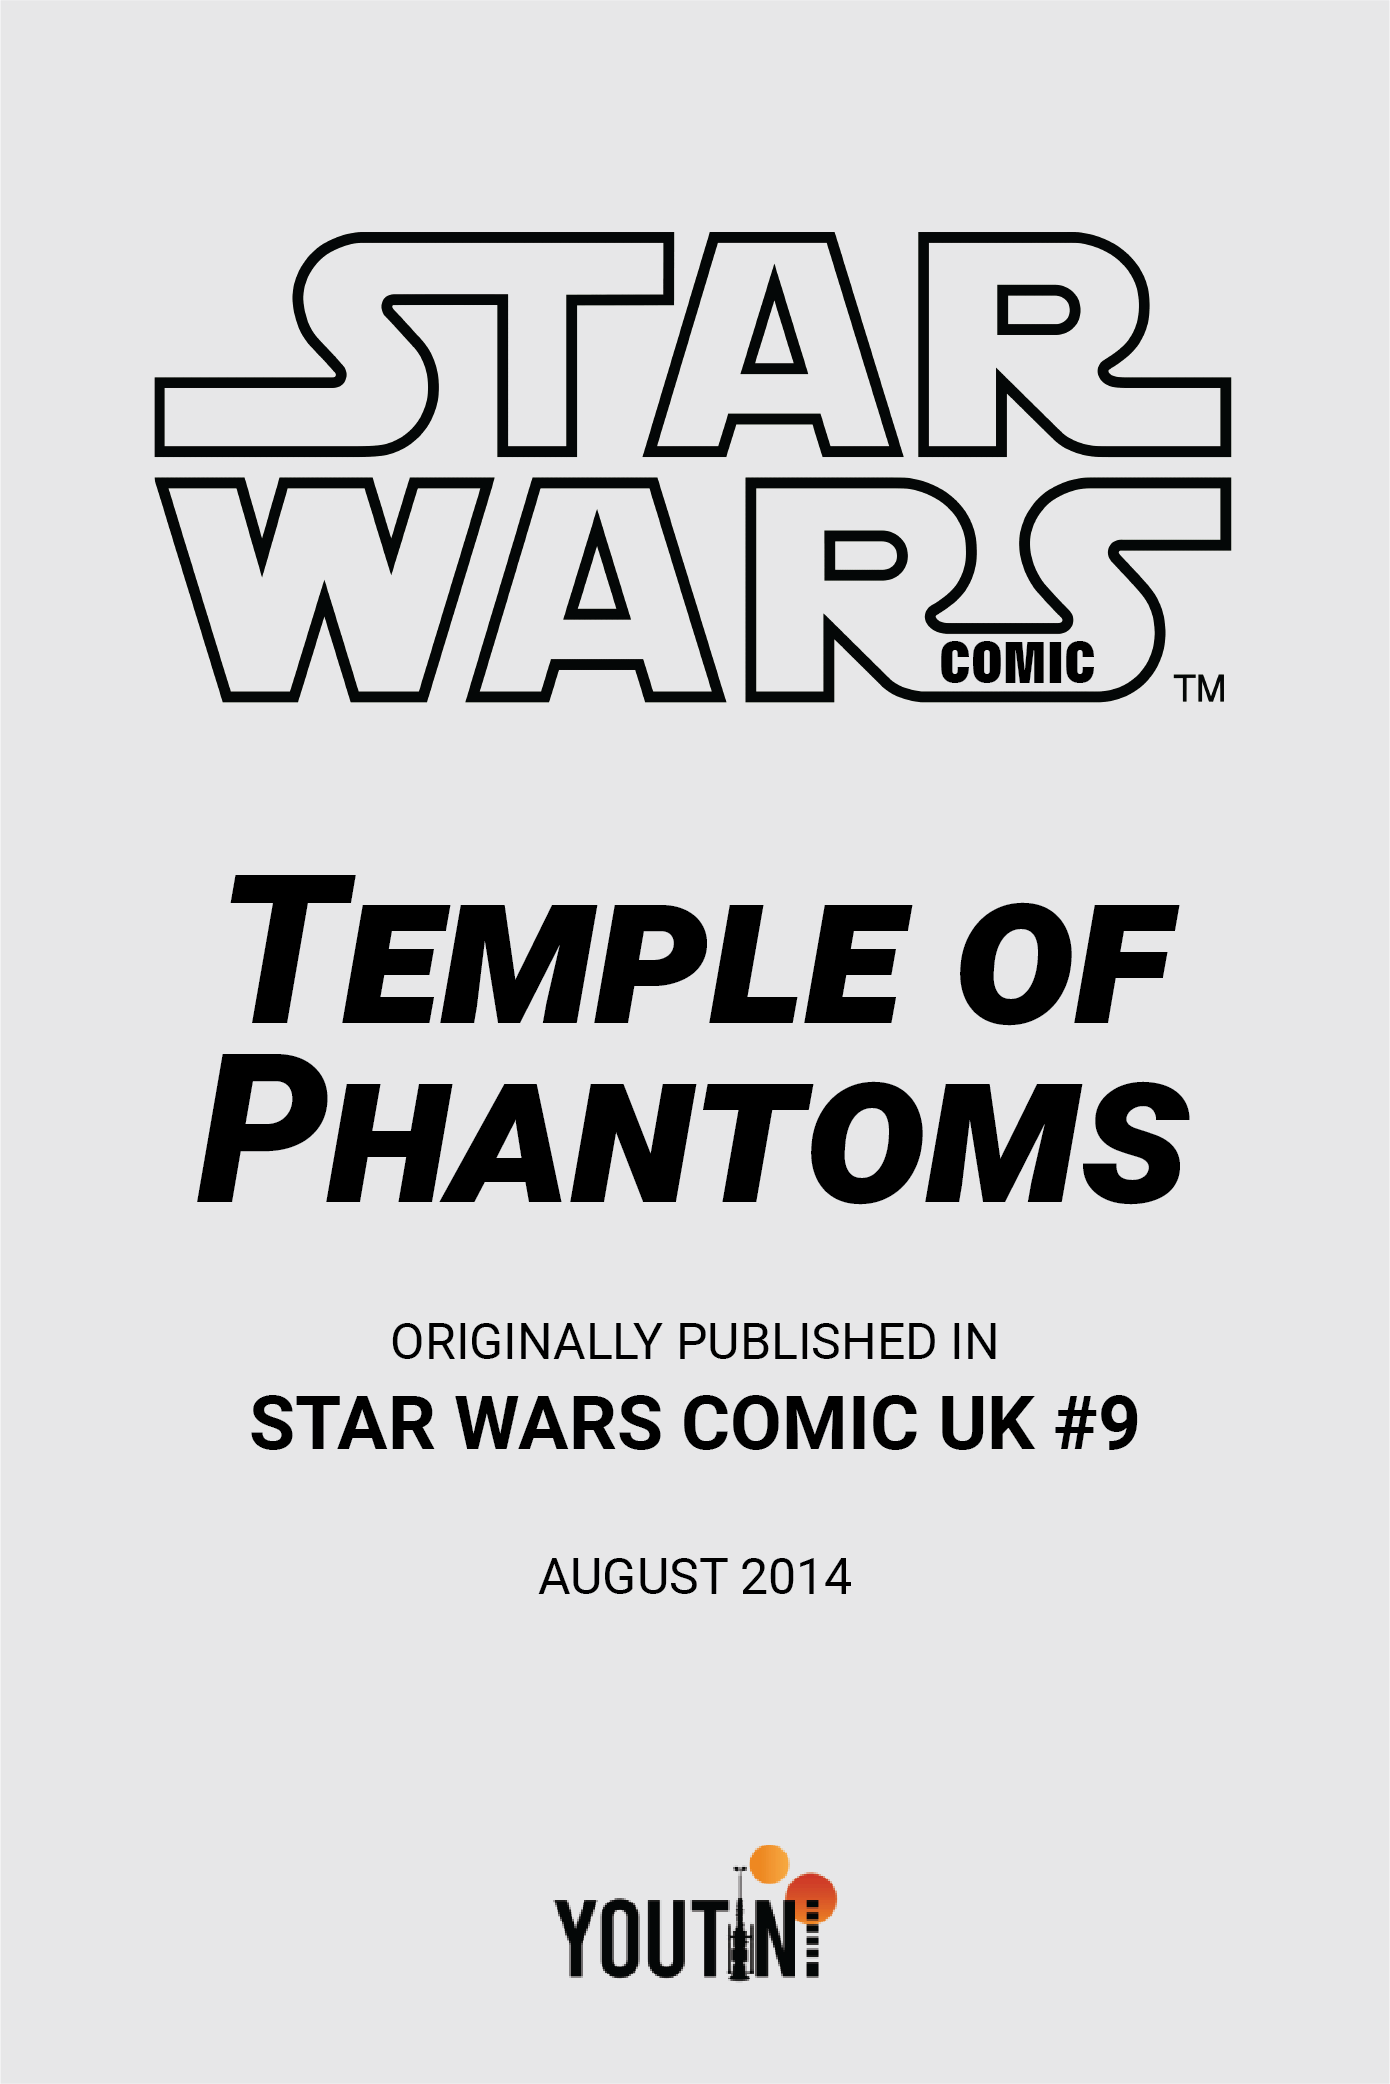 STAR
WARS
COMIC
TM
TEMPLE OF
PHANTOMS
ORIGINALLY PUBLISHED IN
STAR WARS COMIC UK #9
AUGUST 2014
YOUTINI